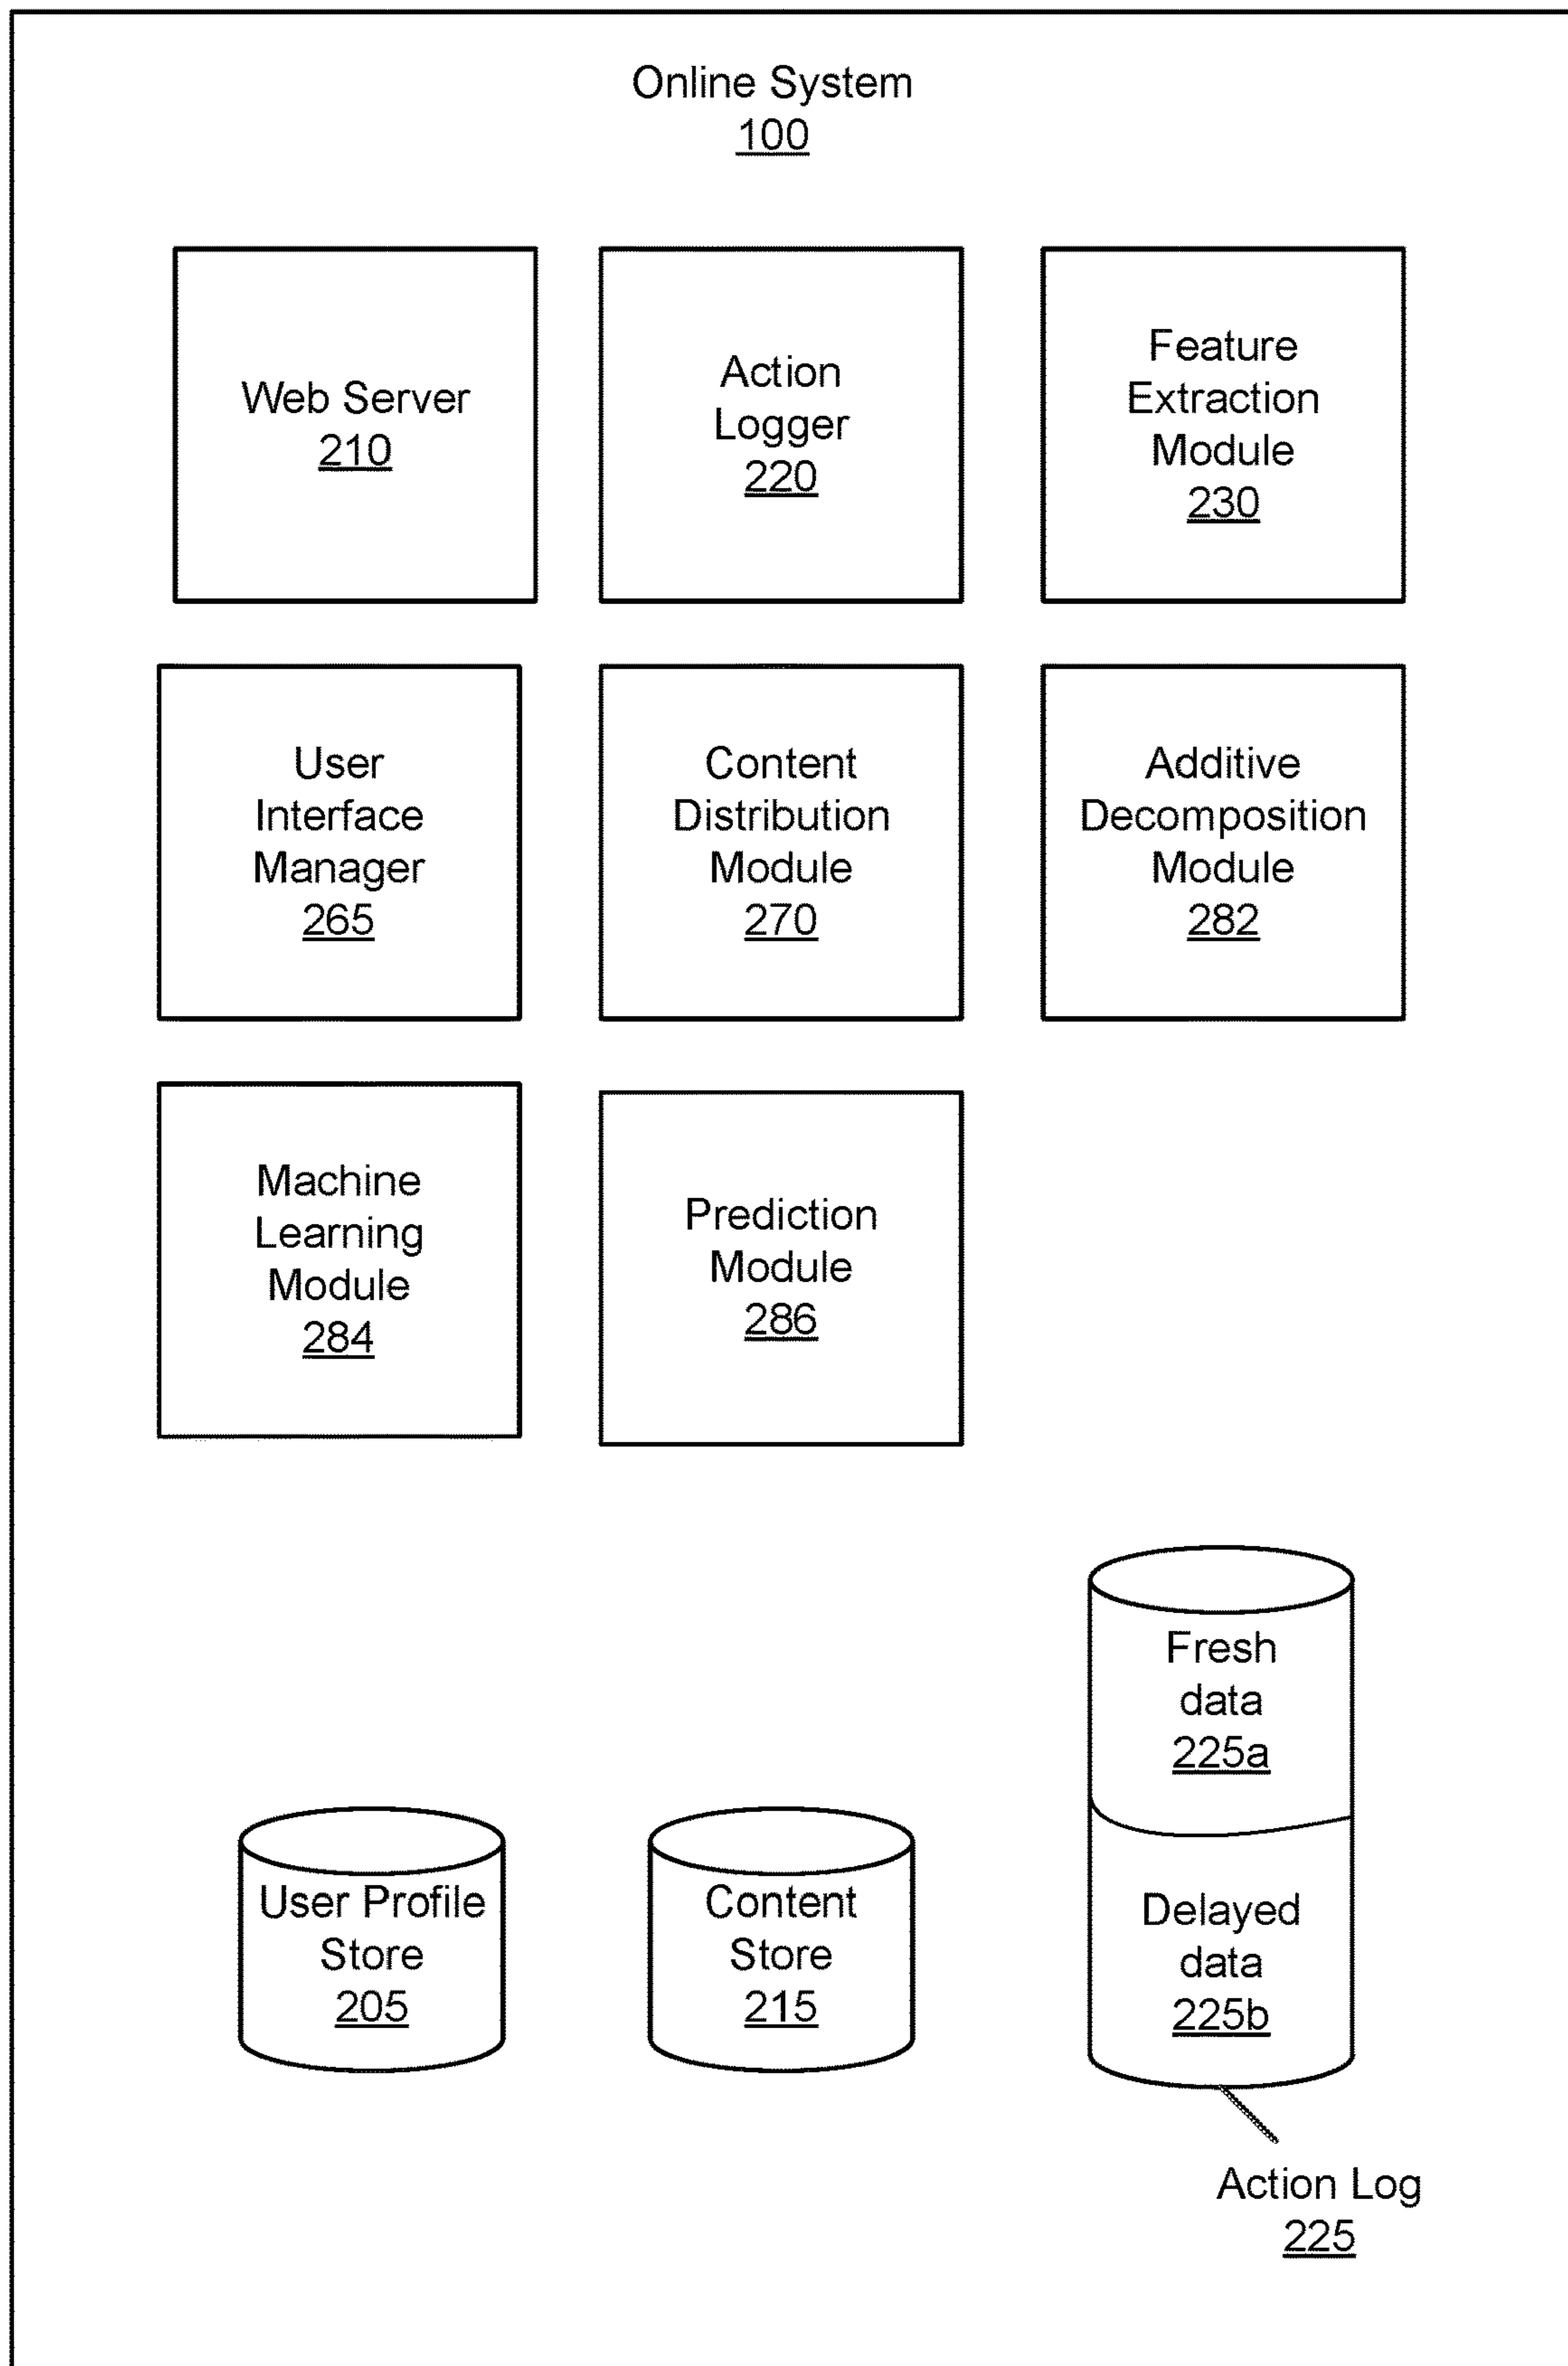 Online System
100
Web Server
210
Action
Logger
220
Feature
Extraction
Module
230
User
Interface
Manager
265
Content
Distribution
Module
270
Additive
Decomposition
Module
282
Machine
Learning
Module
284
Prediction
Module
286
Fresh
data
225a
User Profile
Store
205
Content
Store
215
Delayed
data
225b
Action Log
225